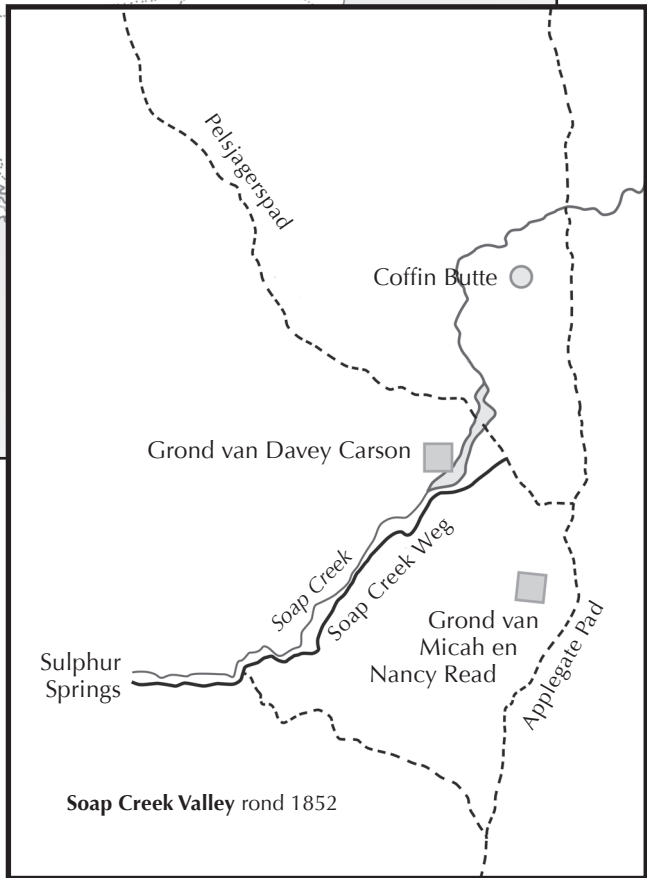 Pelsjagerspad
Coffin Butte
Grond van Davey Carson
Soap Creek
Soap Creek Weg
Grond van
Micah en
Nancy Read
Applegate Pad
Sulphur
Springs
Soap Creek Valley rond 1852